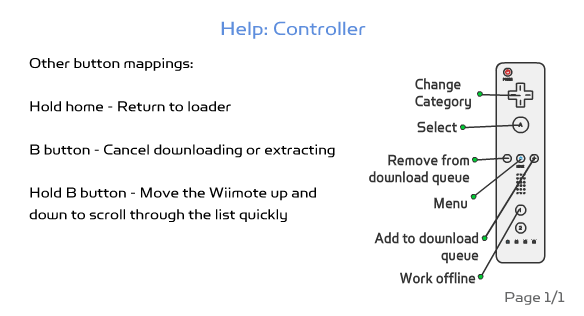 Help: Controller
Other button mappings:
Hold home - Return to loader
B button - Cancel downloading or extracting
Hold B button - Move the Wiimote up and
down to scroll through the list quickly
Change
Category
Select
Remove from
download queue
Menu
Add to download
queue
Work offline
A
Page 1/1